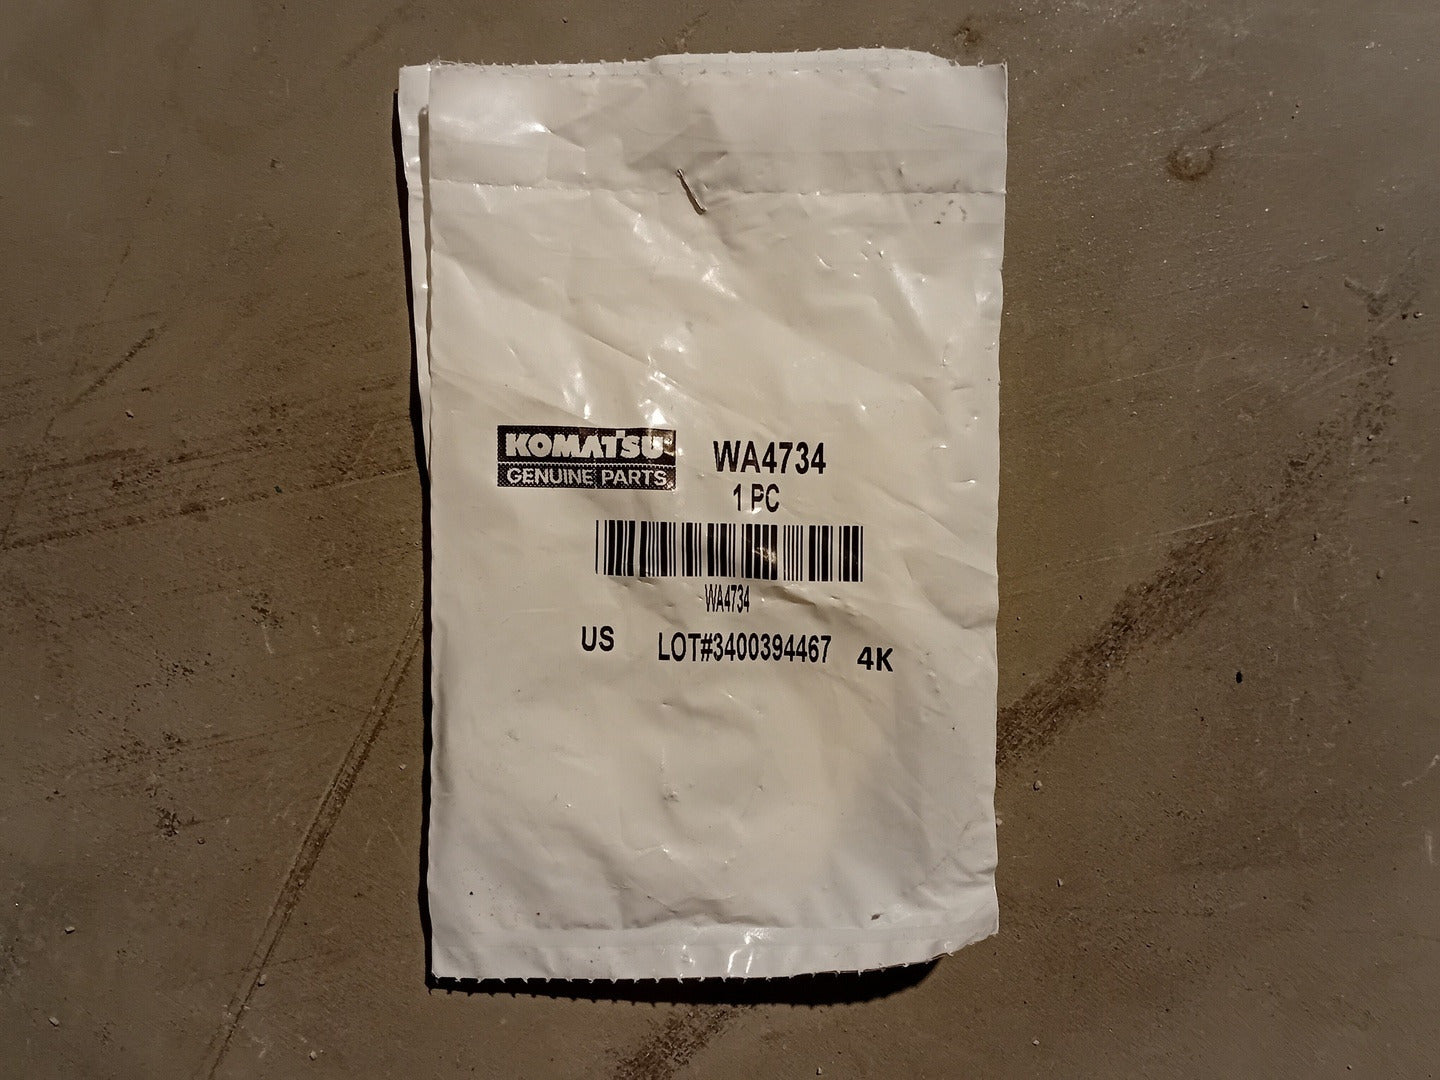 KOMATSU
GENUINE PARTS
WA4734
1 PC
WA4734
US LOT#3400394467 4K